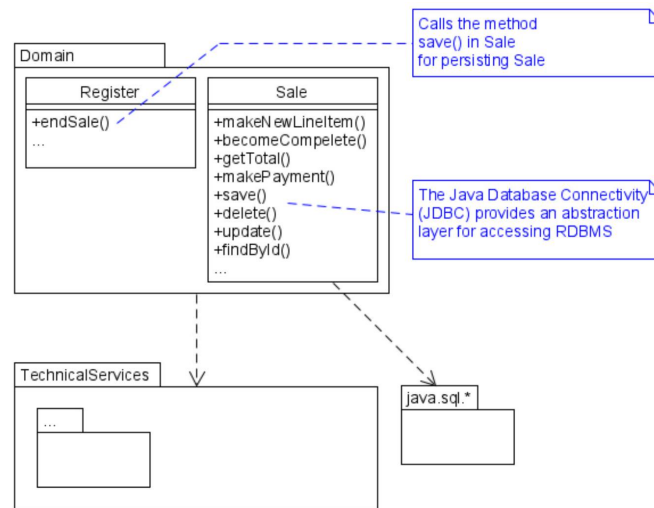 Calls the method
save() in Sale
for persisting Sale
Domain
Register
+endSale()
...
Sale
+makeNewLineItem()
+becomeCompelete()
+getTotal()
+makePayment()
+save()
+delete()
+update()
+findById()
...
The Java Database Connectivity
(JDBC) provides an abstraction
layer for accessing RDBMS
TechnicalServices
...
java.sql.*